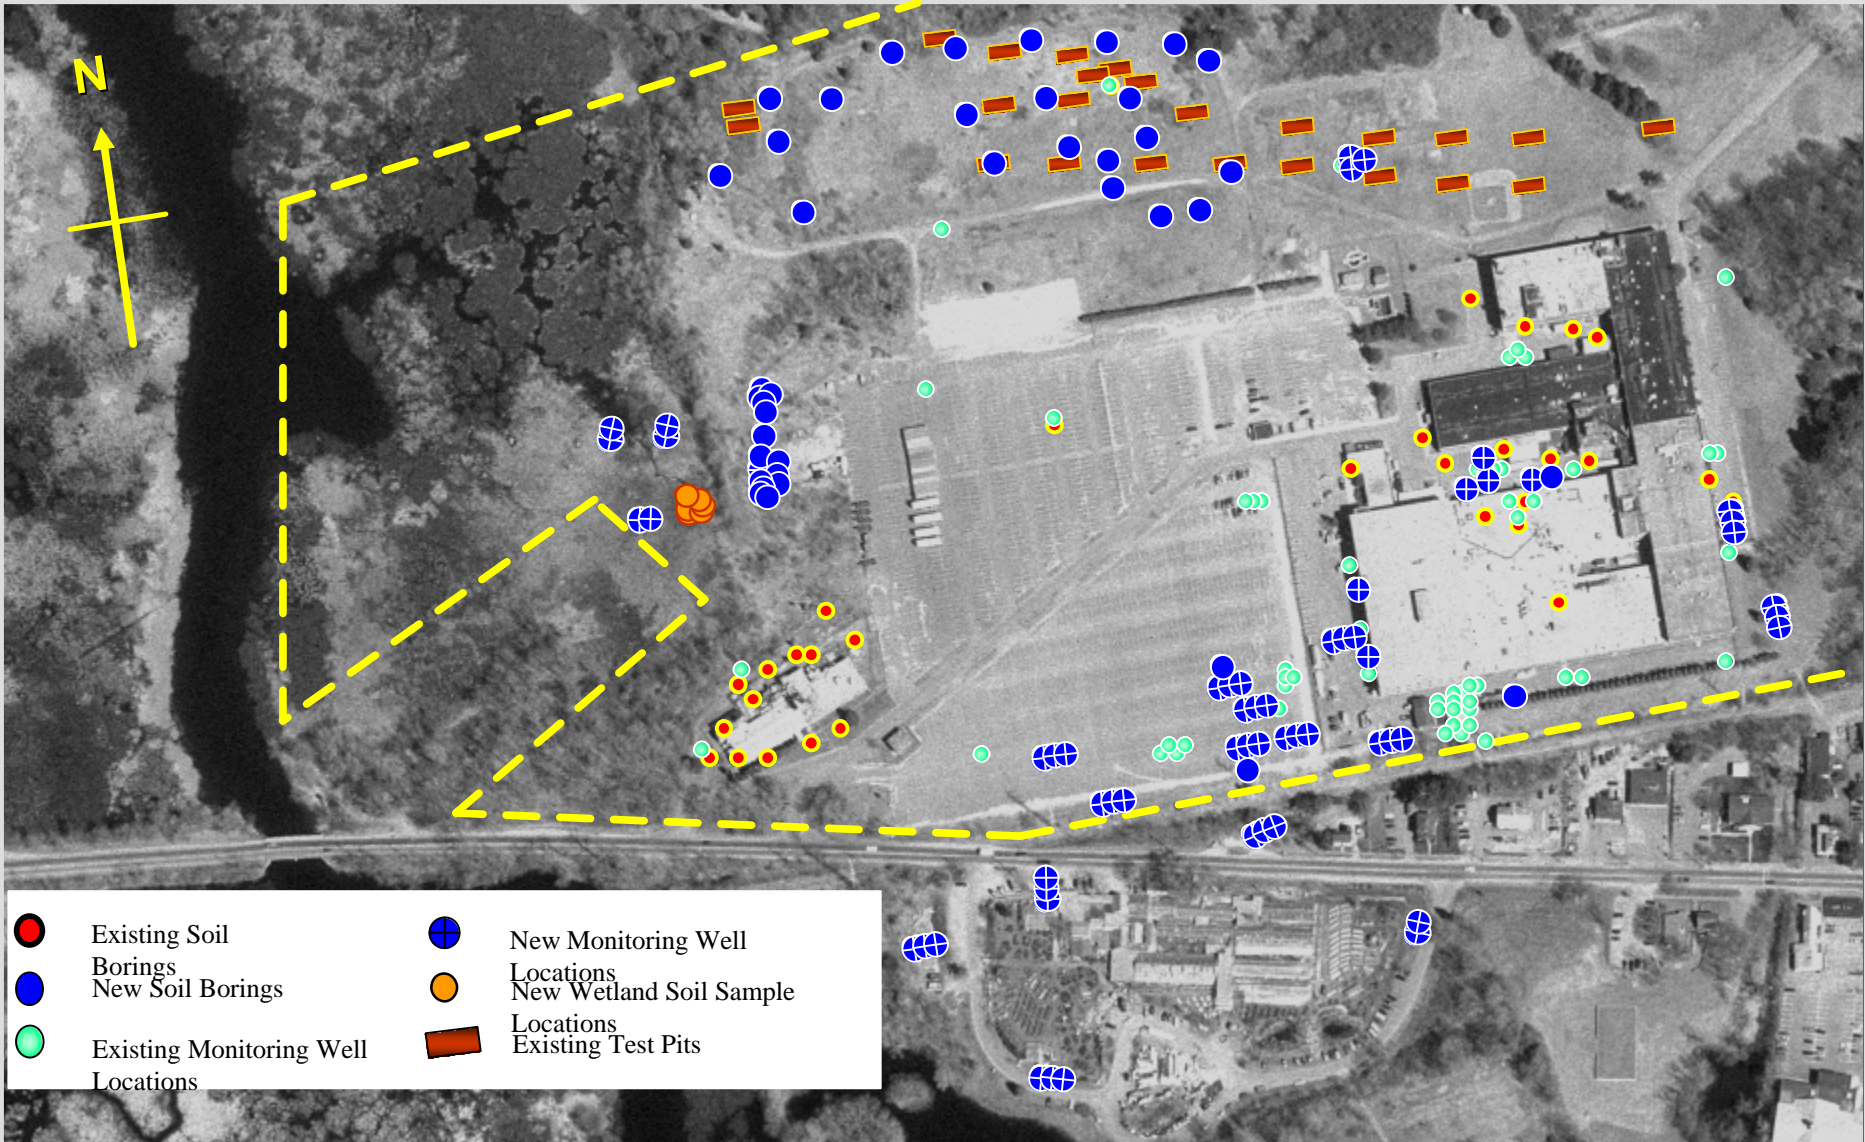 N
Existing Soil
Borings
New Soil Borings
Existing Monitoring Well
Locations
New Monitoring Well
Locations
New Wetland Soil Sample
Locations
Existing Test Pits